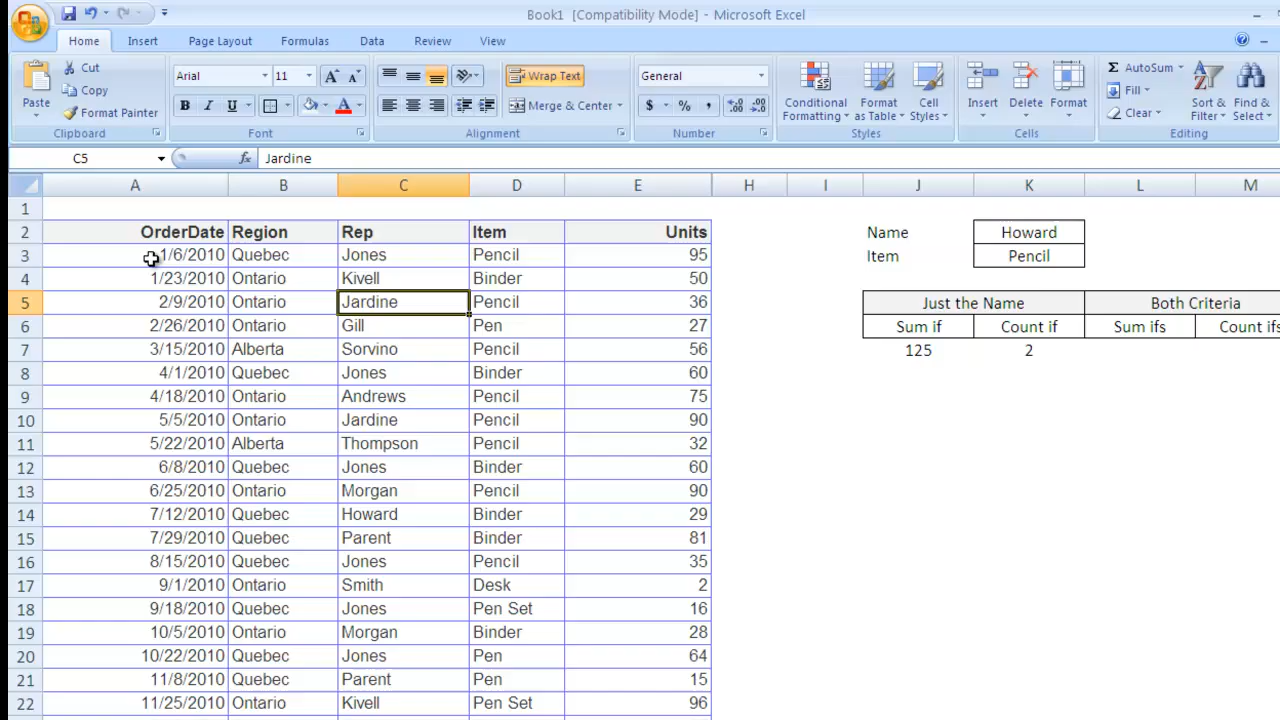 Book1 [Compatibility Mode] - Microsoft Excel
Home Insert Page Layout Formulas Data Review View
Paste Cut Copy Format Painter
Arial 11 B I U A A A
Wrap Text Merge & Center
General $ % ,
Conditional Formatting Format as Table Cell Styles
Insert Delete Format
Σ AutoSum Fill Clear Sort & Filter Find & Select
Clipboard Font Alignment Number Styles Cells Editing
C5 fx Jardine
A B C D E H I J K L M
1
2 OrderDate Region Rep Item Units Name Howard
3 1/6/2010 Quebec Jones Pencil 95 Item Pencil
4 1/23/2010 Ontario Kivell Binder 50
5 2/9/2010 Ontario Jardine Pencil 36 Just the Name Both Criteria
6 2/26/2010 Ontario Gill Pen 27 Sum if Count if Sum ifs Count ifs
7 3/15/2010 Alberta Sorvino Pencil 56 125 2
8 4/1/2010 Quebec Jones Binder 60
9 4/18/2010 Ontario Andrews Pencil 75
10 5/5/2010 Ontario Jardine Pencil 90
11 5/22/2010 Alberta Thompson Pencil 32
12 6/8/2010 Quebec Jones Binder 60
13 6/25/2010 Ontario Morgan Pencil 90
14 7/12/2010 Quebec Howard Binder 29
15 7/29/2010 Quebec Parent Binder 81
16 8/15/2010 Quebec Jones Pencil 35
17 9/1/2010 Ontario Smith Desk 2
18 9/18/2010 Quebec Jones Pen Set 16
19 10/5/2010 Ontario Morgan Binder 28
20 10/22/2010 Quebec Jones Pen 64
21 11/8/2010 Quebec Parent Pen 15
22 11/25/2010 Ontario Kivell Pen Set 96